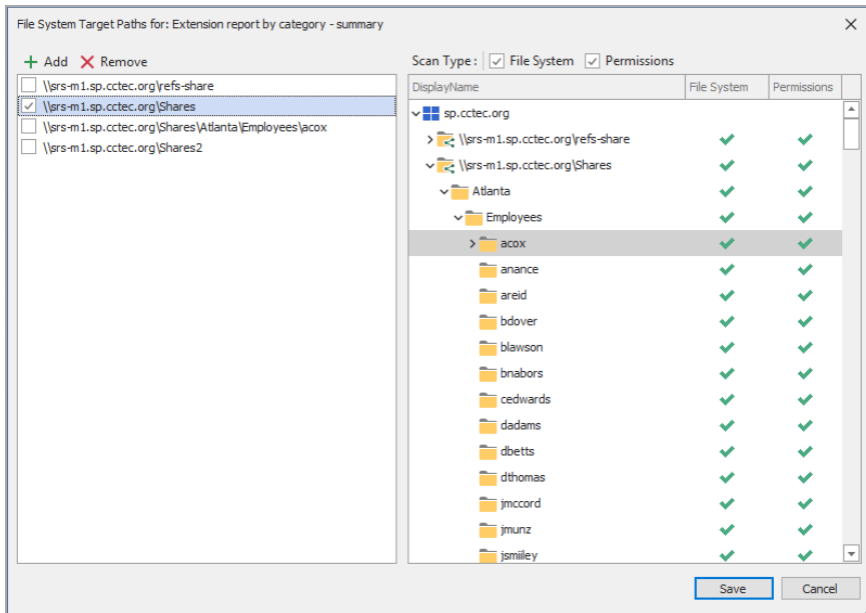 File System Target Paths for: Extension report by category - summary
Add Remove
\\srs-m1.sp.cctec.org\refs-share
\\srs-m1.sp.cctec.org\Shares
\\srs-m1.sp.cctec.org\Shares\Atlanta\Employees\acox
\\srs-m1.sp.cctec.org\Shares2
Scan Type : File System Permissions
DisplayName File System Permissions
sp.cctec.org
\\srs-m1.sp.cctec.org\refs-share
\\srs-m1.sp.cctec.org\Shares
Atlanta
Employees
acox
anance
areid
bdover
blawson
bnabors
cedwards
dadams
dbetts
dthomas
jmccord
jmunz
jsmiley
Save Cancel